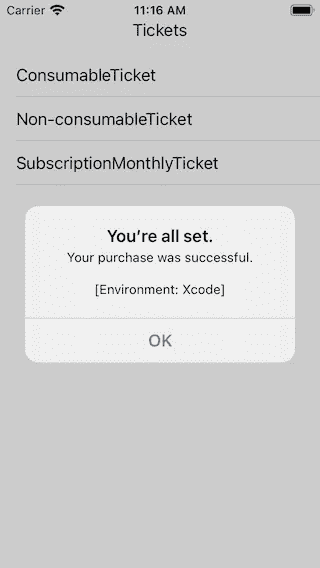 Carrier 11:16 AM
Tickets
ConsumableTicket
Non-consumableTicket
SubscriptionMonthlyTicket
You’re all set.
Your purchase was successful.
[Environment: Xcode]
OK